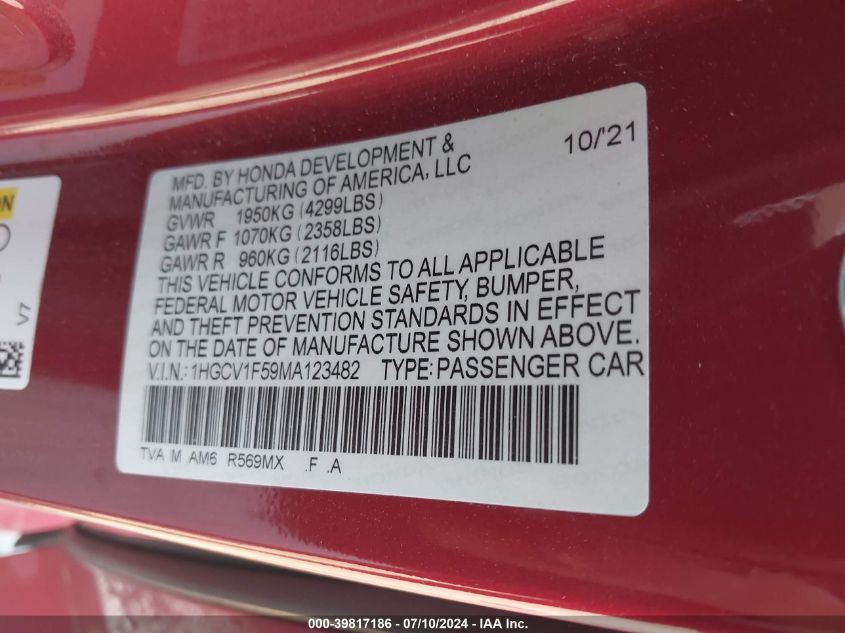 MFD. BY HONDA DEVELOPMENT & 10/'21
MANUFACTURING OF AMERICA, LLC
GVWR 1950KG (4299LBS)
GAWR F 1070KG (2358LBS)
GAWR R 960KG (2116LBS)
THIS VEHICLE CONFORMS TO ALL APPLICABLE
FEDERAL MOTOR VEHICLE SAFETY, BUMPER,
AND THEFT PREVENTION STANDARDS IN EFFECT
ON THE DATE OF MANUFACTURE SHOWN ABOVE.
V.I.N.: 1HGCV1F59MA123482 TYPE: PASSENGER CAR
TVA M AM6 R569MX .F .A
V7
000-39817186 - 07/10/2024 - IAAI Inc.